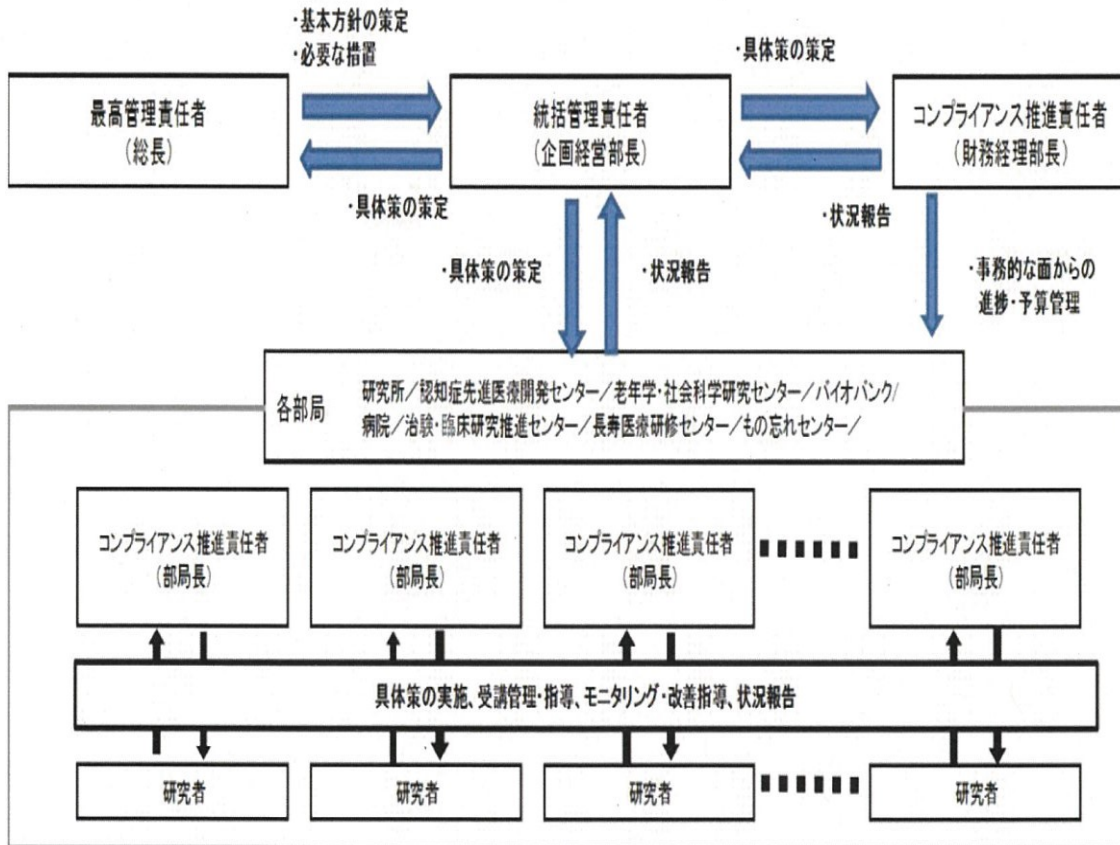 ・基本方針の策定
・必要な措置
・具体策の策定
最高管理責任者
(総長)
統括管理責任者
(企画経営部長)
コンプライアンス推進責任者
(財務経理部長)
・具体策の策定
・状況報告
・具体策の策定
・状況報告
・事務的な面からの
進捗・予算管理
各部局
研究所/認知症先進医療開発センター/老年学・社会科学研究センター/バイオバンク/
病院/治験・臨床研究推進センター/長寿医療研修センター/もの忘れセンター/
コンプライアンス推進責任者
(部局長)
コンプライアンス推進責任者
(部局長)
コンプライアンス推進責任者
(部局長)
コンプライアンス推進責任者
(部局長)
具体策の実施、受講管理・指導、モニタリング・改善指導、状況報告
研究者
研究者
研究者
研究者